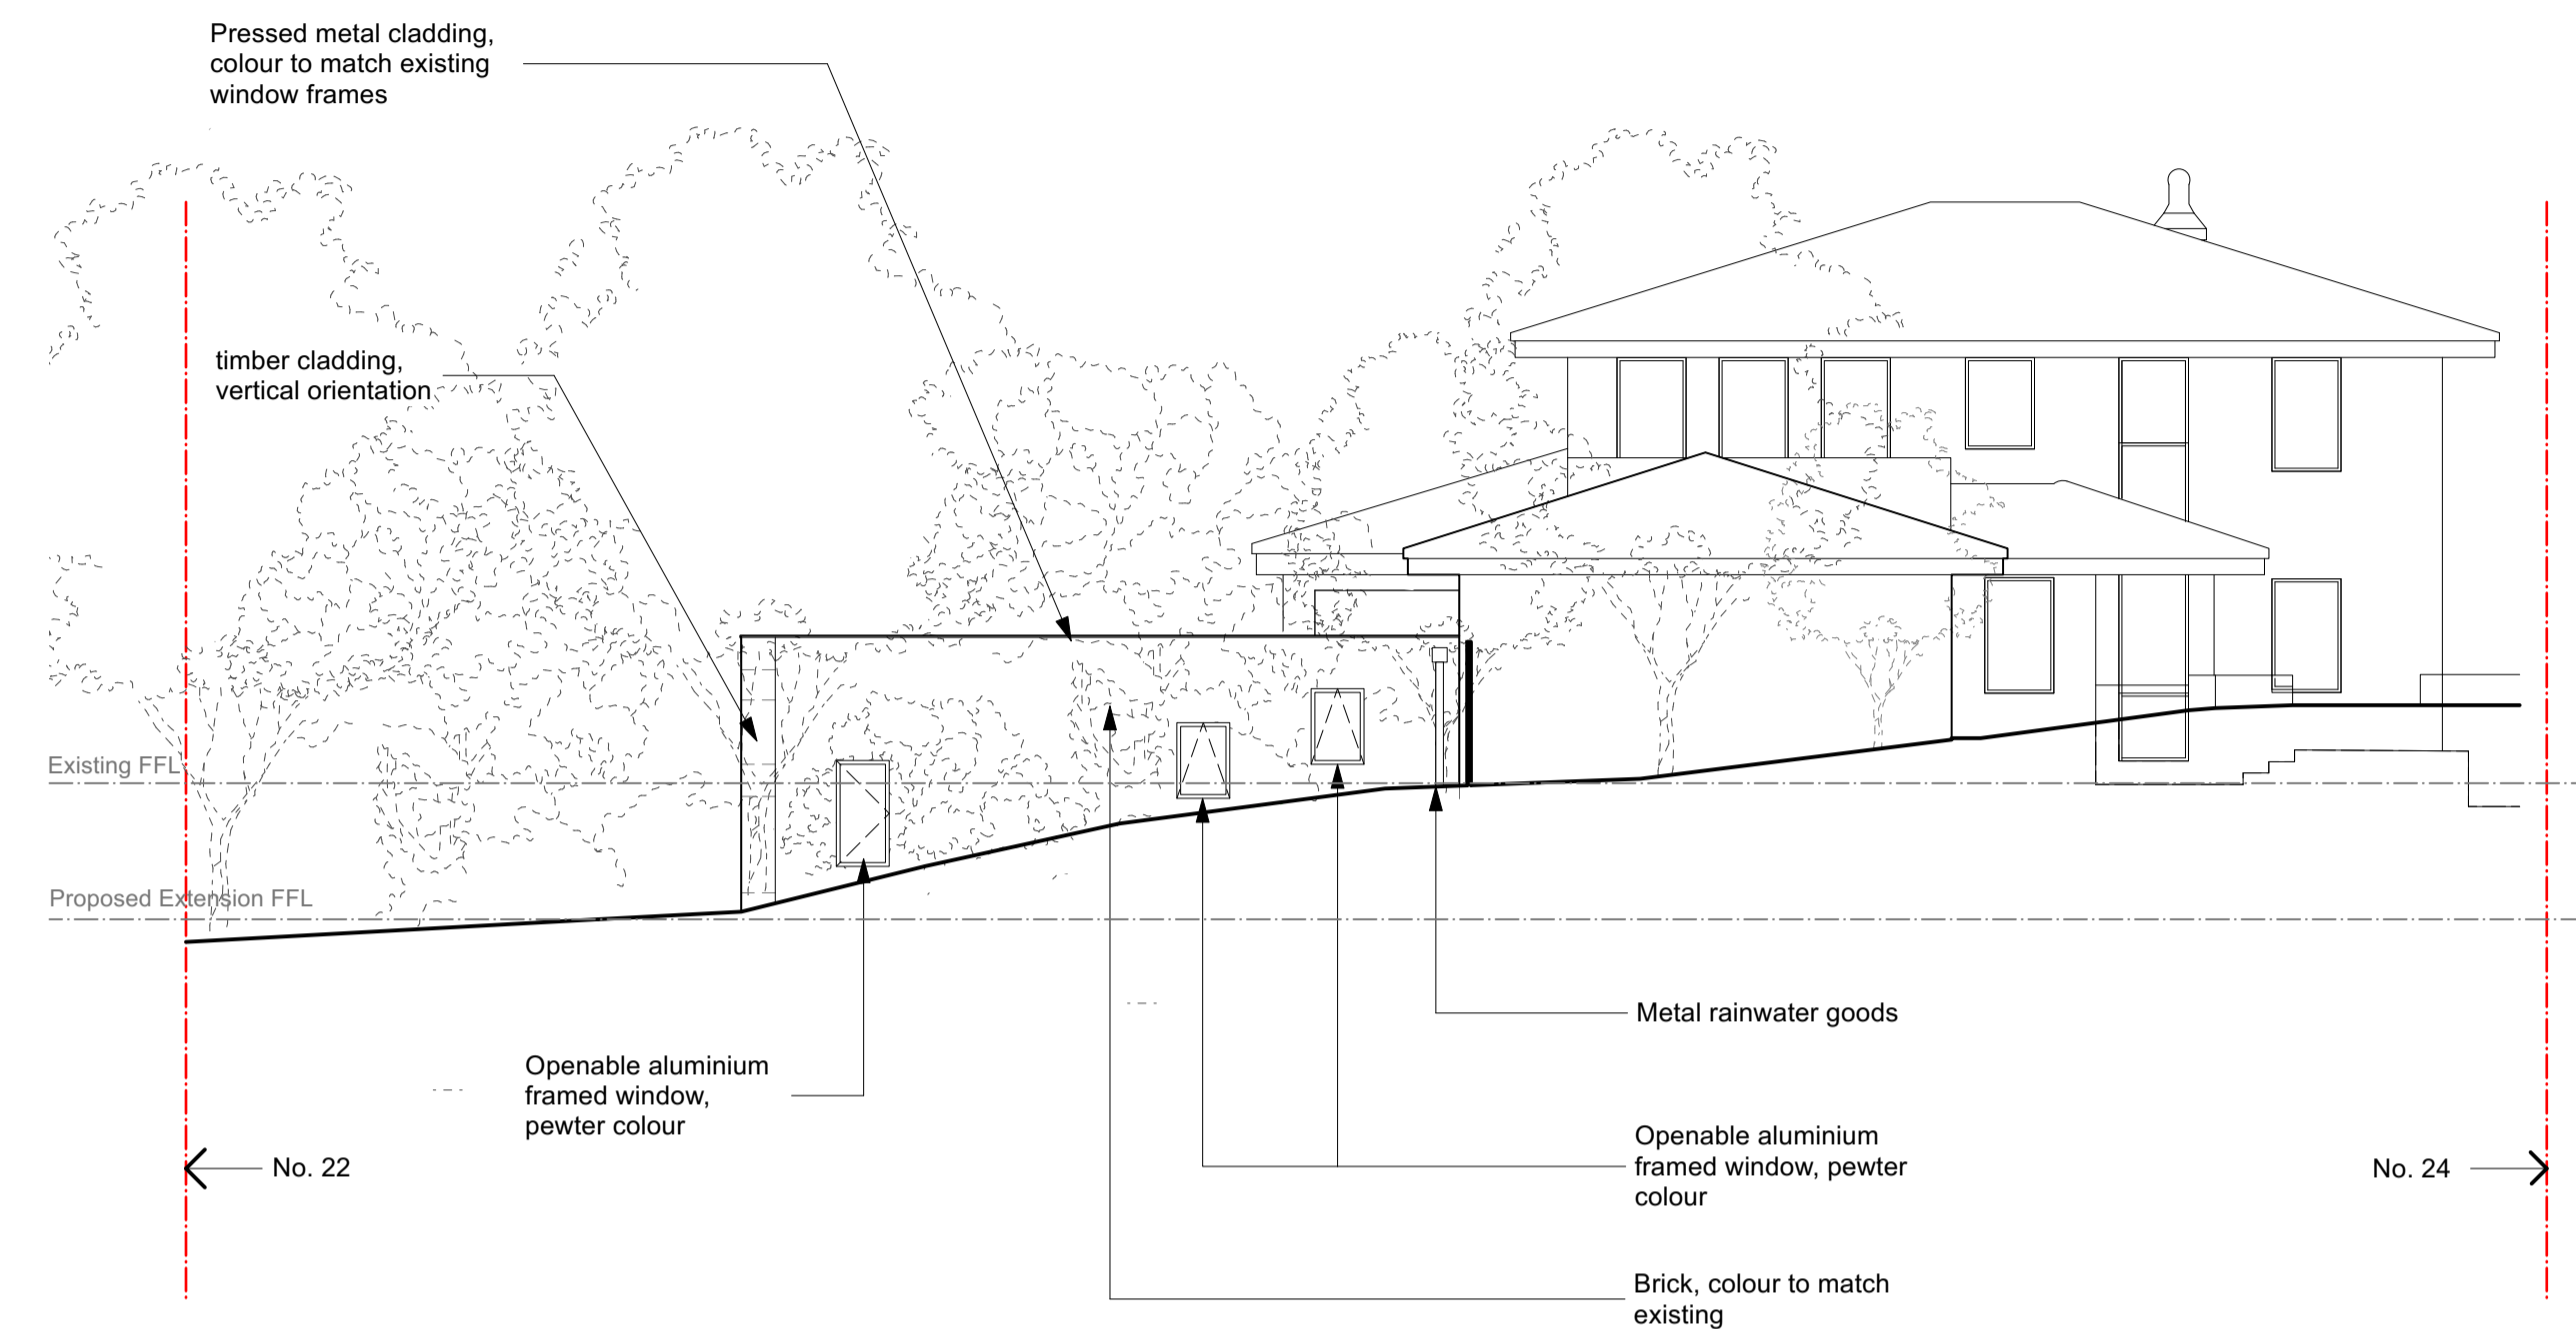 Pressed metal cladding,
colour to match existing
window frames
timber cladding,
vertical orientation
Existing FFL
Proposed Extension FFL
Metal rainwater goods
Openable aluminium
framed window,
pewter colour
Openable aluminium
framed window, pewter
colour
No. 22
No. 24
Brick, colour to match
existing